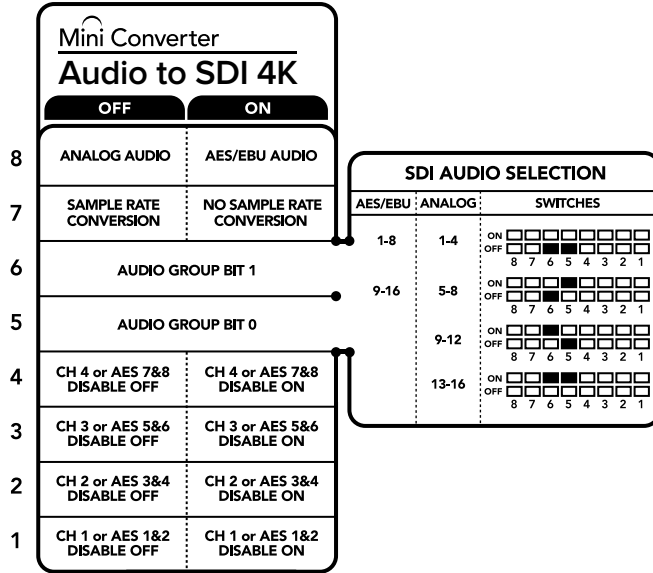 Mini Converter
Audio to SDI 4K
OFF ON
8 ANALOG AUDIO AES/EBU AUDIO
7 SAMPLE RATE CONVERSION NO SAMPLE RATE CONVERSION
6 AUDIO GROUP BIT 1
5 AUDIO GROUP BIT 0
4 CH 4 or AES 7&8 DISABLE OFF CH 4 or AES 7&8 DISABLE ON
3 CH 3 or AES 5&6 DISABLE OFF CH 3 or AES 5&6 DISABLE ON
2 CH 2 or AES 3&4 DISABLE OFF CH 2 or AES 3&4 DISABLE ON
1 CH 1 or AES 1&2 DISABLE OFF CH 1 or AES 1&2 DISABLE ON
SDI AUDIO SELECTION
AES/EBU ANALOG SWITCHES
1-8 1-4 ON
OFF
8 7 6 5 4 3 2 1
9-16 5-8 ON
OFF
8 7 6 5 4 3 2 1
9-12 ON
OFF
8 7 6 5 4 3 2 1
13-16 ON
OFF
8 7 6 5 4 3 2 1